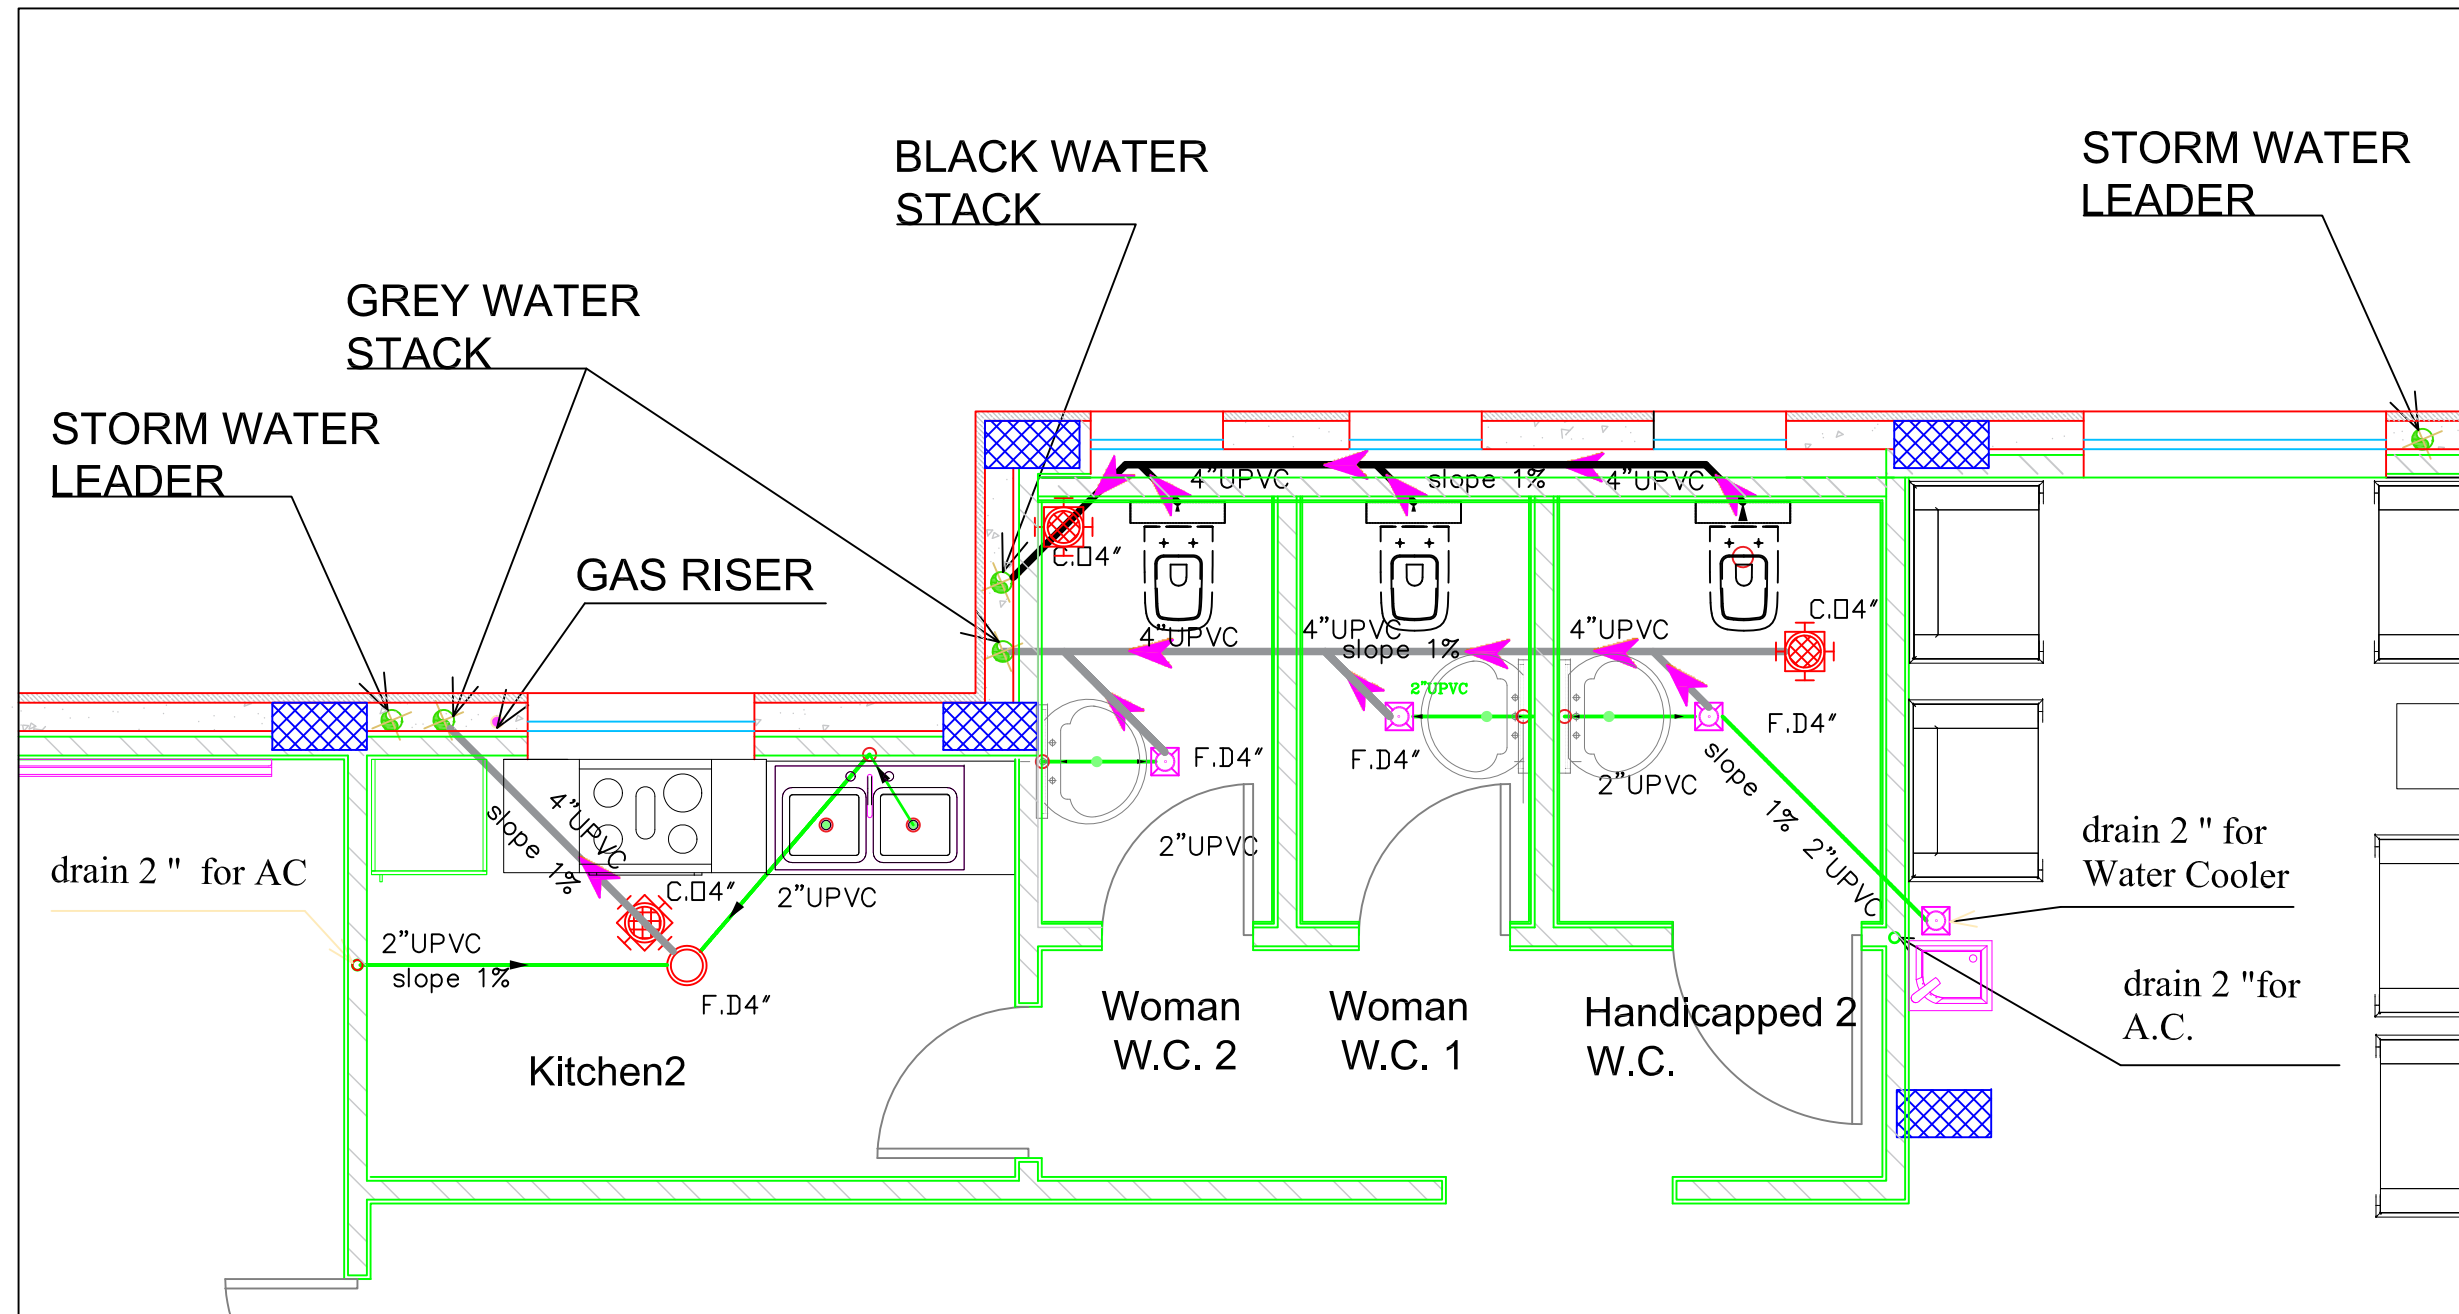 BLACK WATER
STACK
STORM WATER
LEADER
GREY WATER
STACK
STORM WATER
LEADER
GAS RISER
4"UPVC
slope 1%
4"UPVC
C.O4"
C.O4"
4"UPVC
4"UPVC
slope 1%
4"UPVC
2"UPVC
F.D4"
F.D4"
F.D4"
2"UPVC
slope 1%
2"UPVC
2"UPVC
4"UPVC
slope 1%
C.O4"
2"UPVC
drain 2 " for AC
2"UPVC
slope 1%
F.D4"
drain 2 " for
Water Cooler
drain 2 "for
A.C.
Kitchen2
Woman
W.C. 2
Woman
W.C. 1
Handicapped 2
W.C.